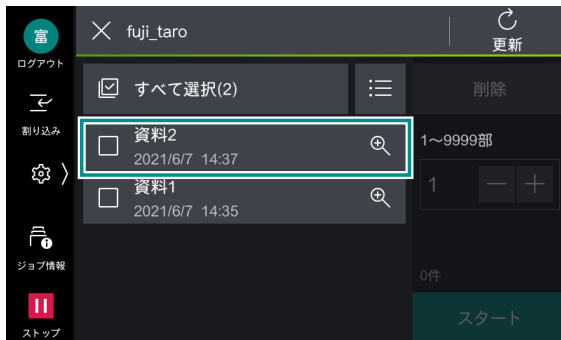 富
ログアウト
割り込み
ジョブ情報
ストップ
fuji_taro
更新
すべて選択(2)
削除
資料2
2021/6/7 14:37
資料1
2021/6/7 14:35
1～9999部
1
0件
スタート